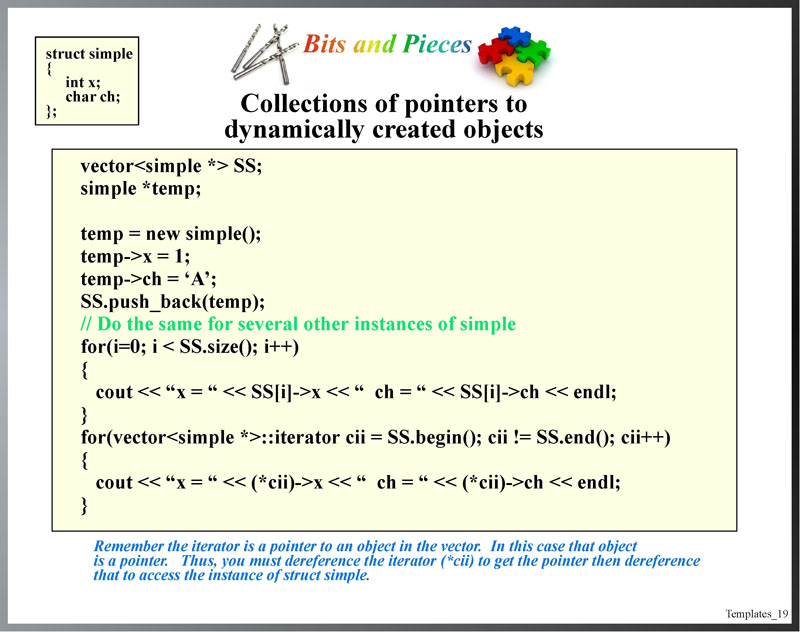 struct simple
{
int x;
char ch;
};
Bits and Pieces
Collections of pointers to
dynamically created objects
vector<simple *> SS;
simple *temp;
temp = new simple();
temp->x = 1;
temp->ch = ‘A’;
SS.push_back(temp);
// Do the same for several other instances of simple
for(i=0; i < SS.size(); i++)
{
cout << “x = “ << SS[i]->x << “  ch = “ << SS[i]->ch << endl;
}
for(vector<simple *>::iterator cii = SS.begin(); cii != SS.end(); cii++)
{
cout << “x = “ << (*cii)->x << “  ch = “ << (*cii)->ch << endl;
}
Remember the iterator is a pointer to an object in the vector.  In this case that object
is a pointer.   Thus, you must dereference the iterator (*cii) to get the pointer then dereference
that to access the instance of struct simple.
Templates_19